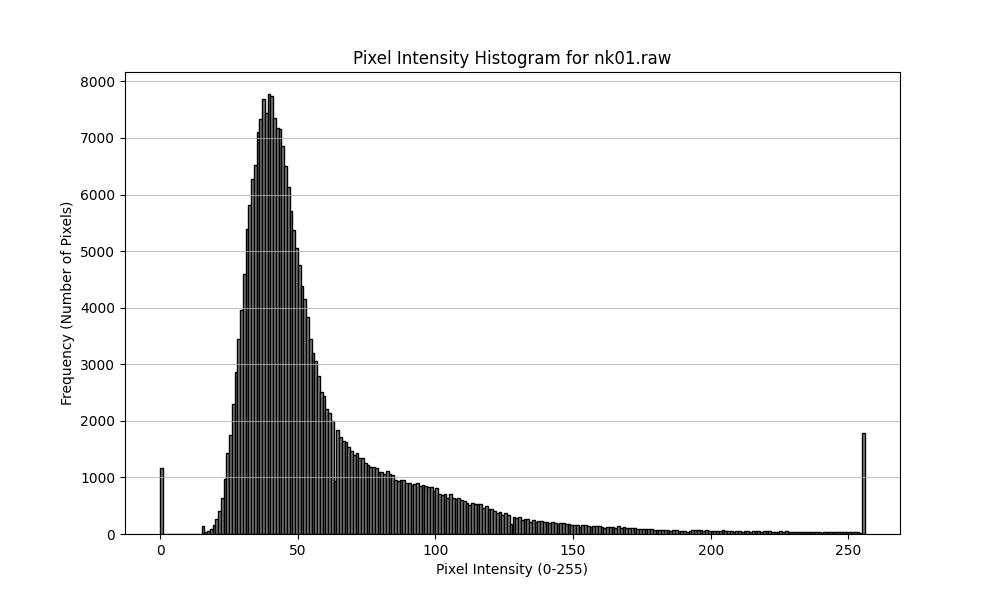 Pixel Intensity Histogram for nk01.raw
8000
7000
6000
5000
4000
3000
2000
1000
0
Frequency (Number of Pixels)
0 50 100 150 200 250
Pixel Intensity (0-255)